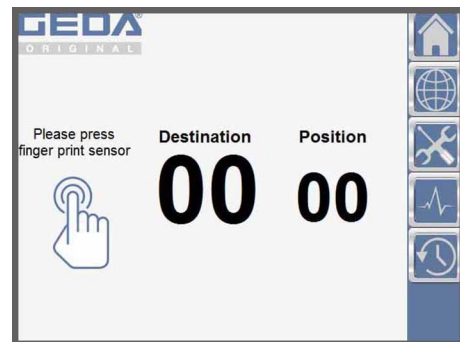 GEDA®
ORIGINAL
Please press
finger print sensor
Destination
Position
00
00